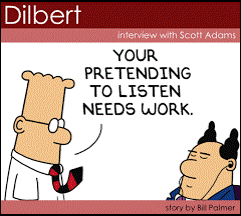 Dilbert
interview with Scott Adams
YOUR
PRETENDING
TO LISTEN
NEEDS WORK.
story by Bill Palmer